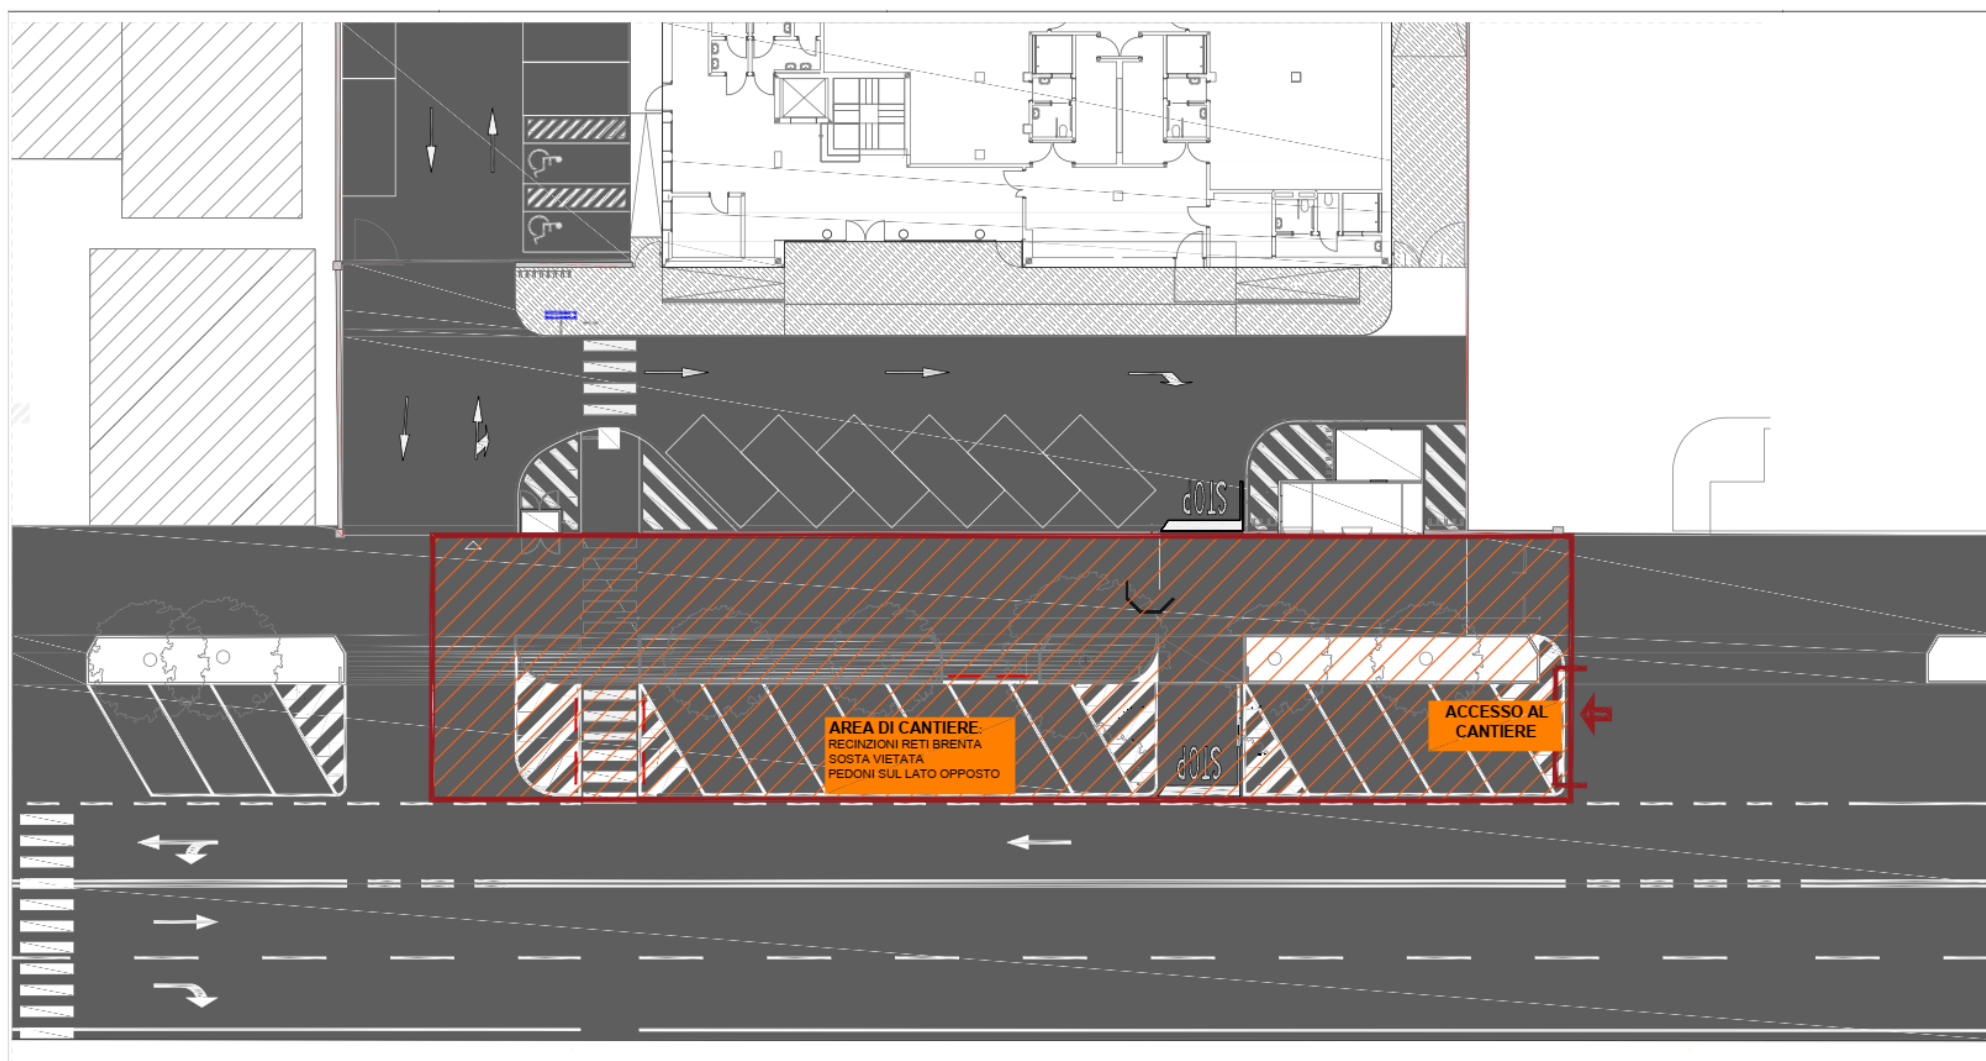 STOP
AREA DI CANTIERE:
RECINZIONI RETI BRENTA
SOSTA VIETATA
PEDONI SUL LATO OPPOSTO
ACCESSO AL
CANTIERE
STOP